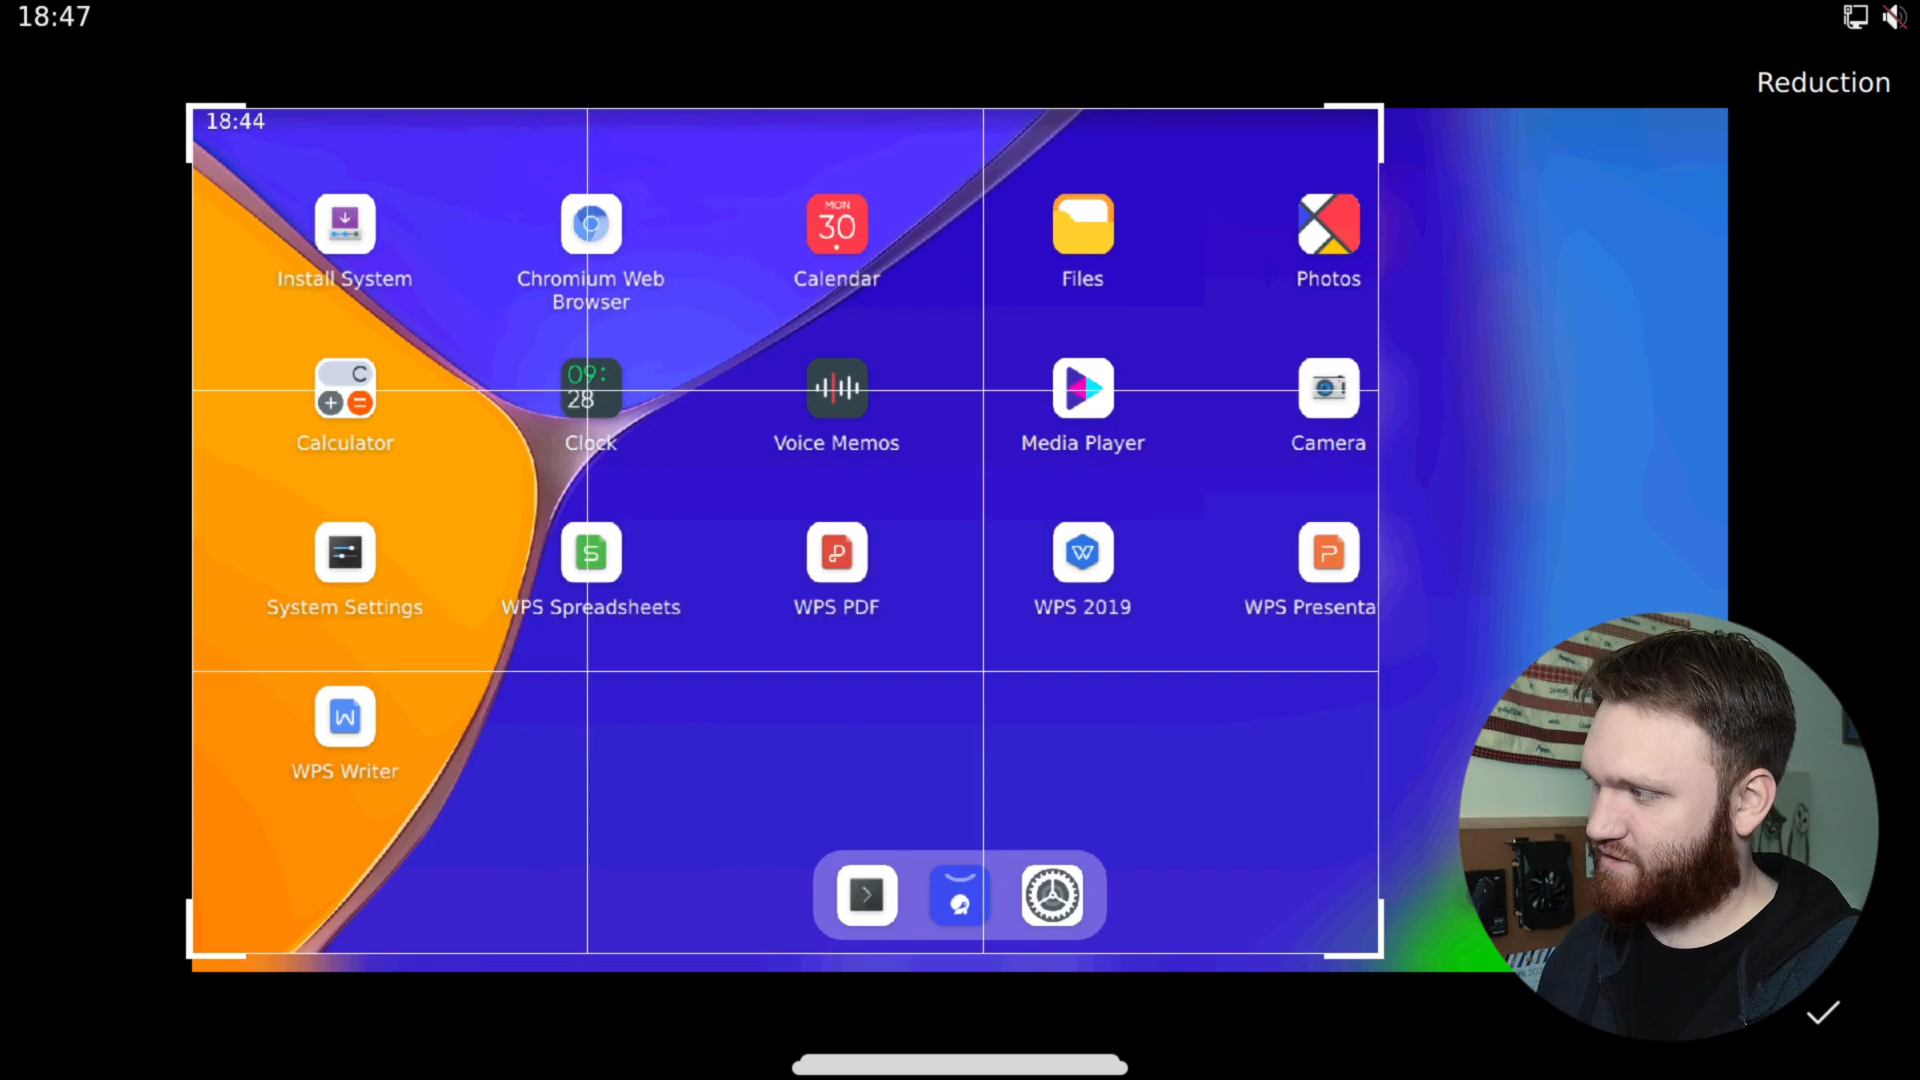 18:47
Reduction
18:44
Install System
Chromium Web
Browser
MON
30
Calendar
Files
Photos
C
Calculator
09:
28
Clock
Voice Memos
Media Player
Camera
System Settings
S
WPS Spreadsheets
P
WPS PDF
W
WPS 2019
P
WPS Presenta
W
WPS Writer